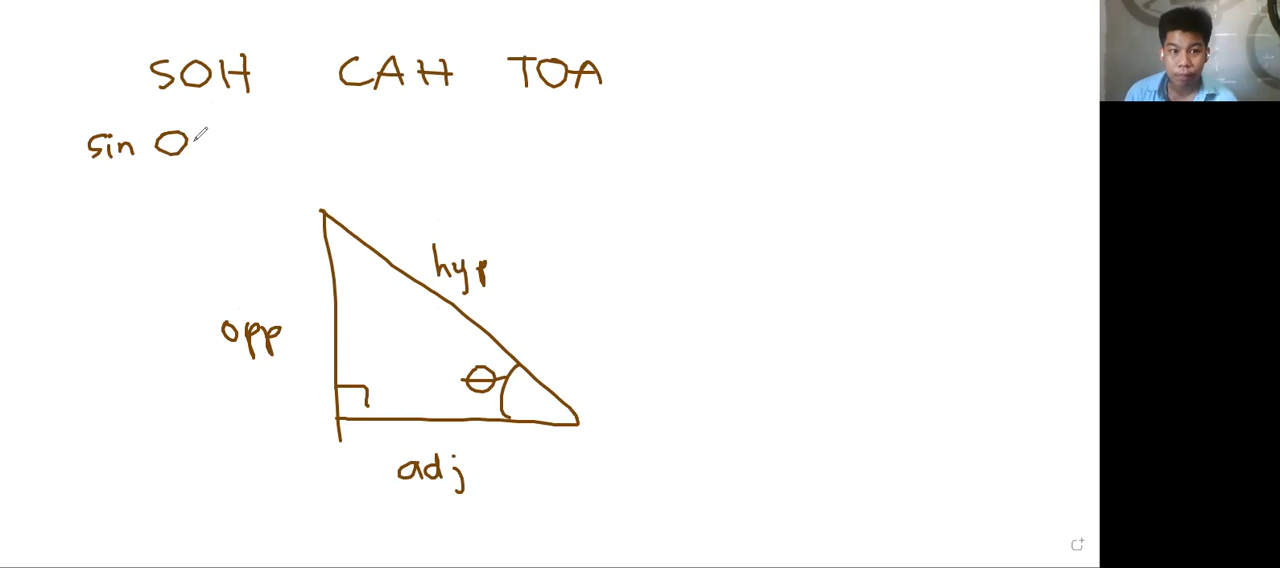 SOH CAH TOA
sin O
hyp
opp
θ
adj